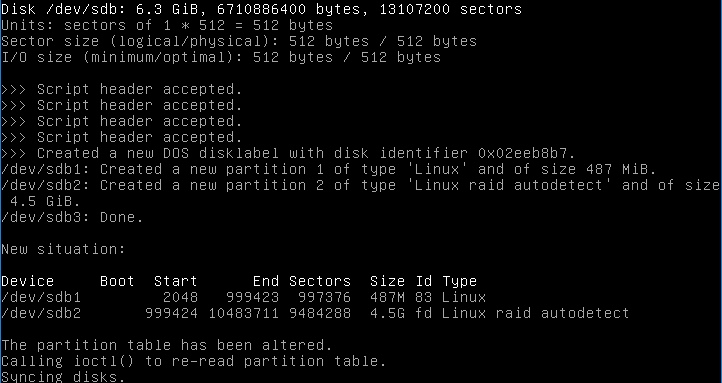 Disk /dev/sdb: 6.3 GiB, 6710886400 bytes, 13107200 sectors
Units: sectors of 1 * 512 = 512 bytes
Sector size (logical/physical): 512 bytes / 512 bytes
I/O size (minimum/optimal): 512 bytes / 512 bytes
>>> Script header accepted.
>>> Script header accepted.
>>> Script header accepted.
>>> Script header accepted.
>>> Created a new DOS disklabel with disk identifier 0x02eeb8b7.
/dev/sdb1: Created a new partition 1 of type 'Linux' and of size 487 MiB.
/dev/sdb2: Created a new partition 2 of type 'Linux raid autodetect' and of size
 4.5 GiB.
/dev/sdb3: Done.
New situation:
Device     Boot  Start      End Sectors  Size Id Type
/dev/sdb1         2048   999423  997376  487M 83 Linux
/dev/sdb2       999424 10483711 9484288  4.5G fd Linux raid autodetect
The partition table has been altered.
Calling ioctl() to re-read partition table.
Syncing disks.